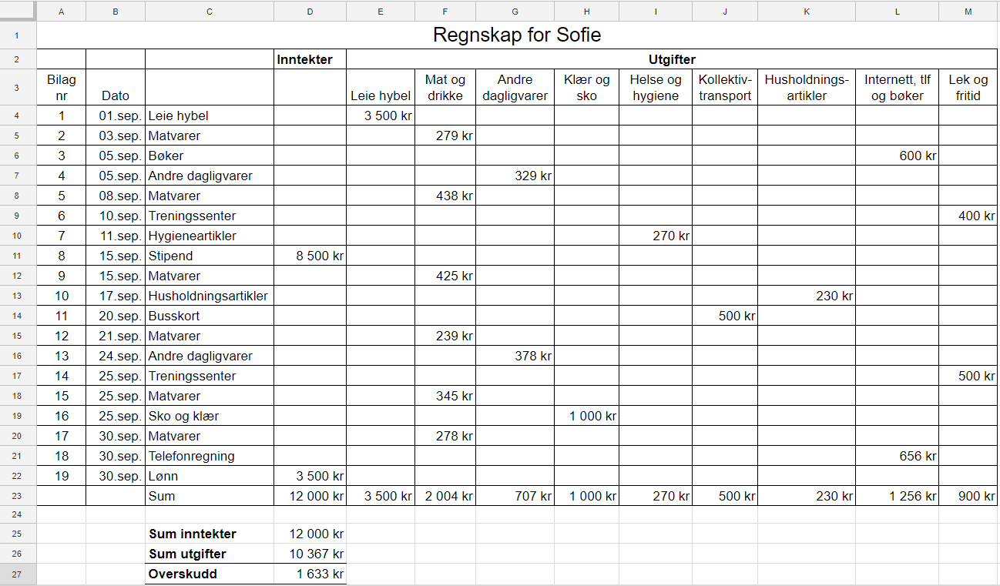 A B C D E F G H I J K L M
1 Regnskap for Sofie
2 Inntekter Utgifter
3 Bilag nr Dato Leie hybel Mat og drikke Andre dagligvarer Klær og sko Helse og hygiene Kollektiv-transport Husholdnings-artikler Internett, tlf og bøker Lek og fritid
4 1 01.sep. Leie hybel 3 500 kr
5 2 03.sep. Matvarer 279 kr
6 3 05.sep. Bøker 600 kr
7 4 05.sep. Andre dagligvarer 329 kr
8 5 08.sep. Matvarer 438 kr
9 6 10.sep. Treningssenter 400 kr
10 7 11.sep. Hygieneartikler 270 kr
11 8 15.sep. Stipend 8 500 kr
12 9 15.sep. Matvarer 425 kr
13 10 17.sep. Husholdningsartikler 230 kr
14 11 20.sep. Busskort 500 kr
15 12 21.sep. Matvarer 239 kr
16 13 24.sep. Andre dagligvarer 378 kr
17 14 25.sep. Treningssenter 500 kr
18 15 25.sep. Matvarer 345 kr
19 16 25.sep. Sko og klær 1 000 kr
20 17 30.sep. Matvarer 278 kr
21 18 30.sep. Telefonregning 656 kr
22 19 30.sep. Lønn 3 500 kr
23 Sum 12 000 kr 3 500 kr 2 004 kr 707 kr 1 000 kr 270 kr 500 kr 230 kr 1 256 kr 900 kr
24
25 Sum inntekter 12 000 kr
26 Sum utgifter 10 367 kr
27 Overskudd 1 633 kr